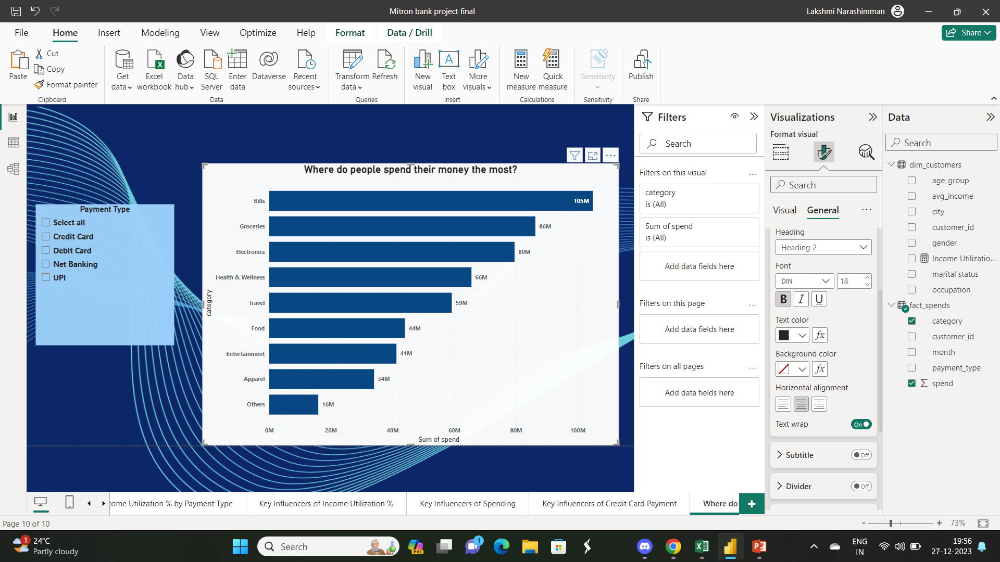 Mitron bank project final
Lakshmi Narashimman
File Home Insert Modeling View Optimize Help Format Data / Drill
Share
Paste
Cut
Copy
Format painter
Clipboard
Get data
Excel workbook
Data hub
SQL Server
Enter data
Dataverse
Recent sources
Data
Transform data
Refresh
Queries
New visual
Text box
More visuals
Insert
New measure
Quick measure
Calculations
Sensitivity
Sensitivity
Publish
Share
Payment Type
Select all
Credit Card
Debit Card
Net Banking
UPI
Where do people spend their money the most?
category
Bills 105M
Groceries 86M
Electronics 80M
Health & Wellness 66M
Travel 59M
Food 44M
Entertainment 41M
Apparel 34M
Others 16M
0M 20M 40M 60M 80M 100M
Sum of spend
Filters
Search
Filters on this visual
...
category
is (All)
Sum of spend
is (All)
Add data fields here
Filters on this page
...
Add data fields here
Filters on all pages
...
Add data fields here
Visualizations
Format visual
Search
Visual General ...
Heading
Heading 2
Font
DIN 18
B I U
Text color
fx
Background color
fx
Horizontal alignment
Text wrap On
Subtitle Off
Divider Off
Data
Search
dim_customers
age_group
avg_income
city
customer_id
gender
Income Utilizatio...
marital status
occupation
fact_spends
category
customer_id
month
payment_type
spend
come Utilization % by Payment Type
Key Influencers of Income Utilization %
Key Influencers of Spending
Key Influencers of Credit Card Payment
Where do
+
Page 10 of 10
- + 73%
1
24°C
Partly cloudy
Search
PRE
1
ENG
IN
19:56
27-12-2023